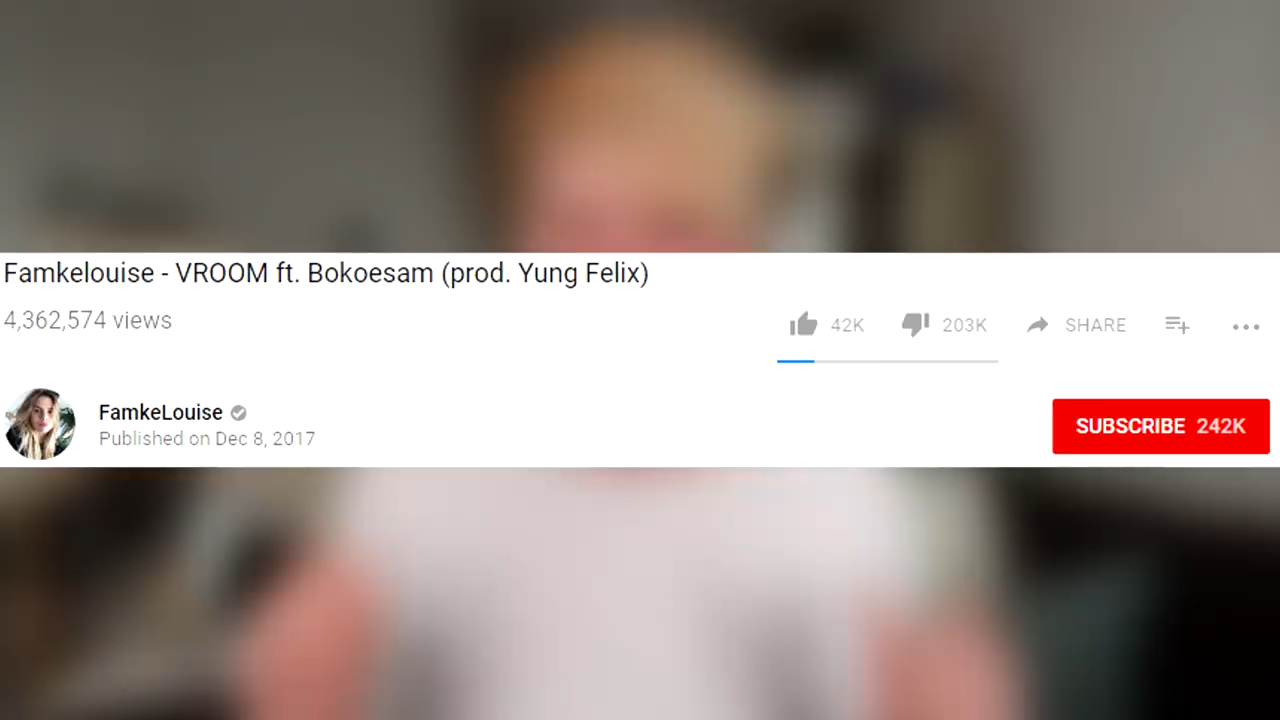 Famkelouise - VROOM ft. Bokoesam (prod. Yung Felix)
4,362,574 views
42K 203K SHARE
FamkeLouise
Published on Dec 8, 2017
SUBSCRIBE 242K